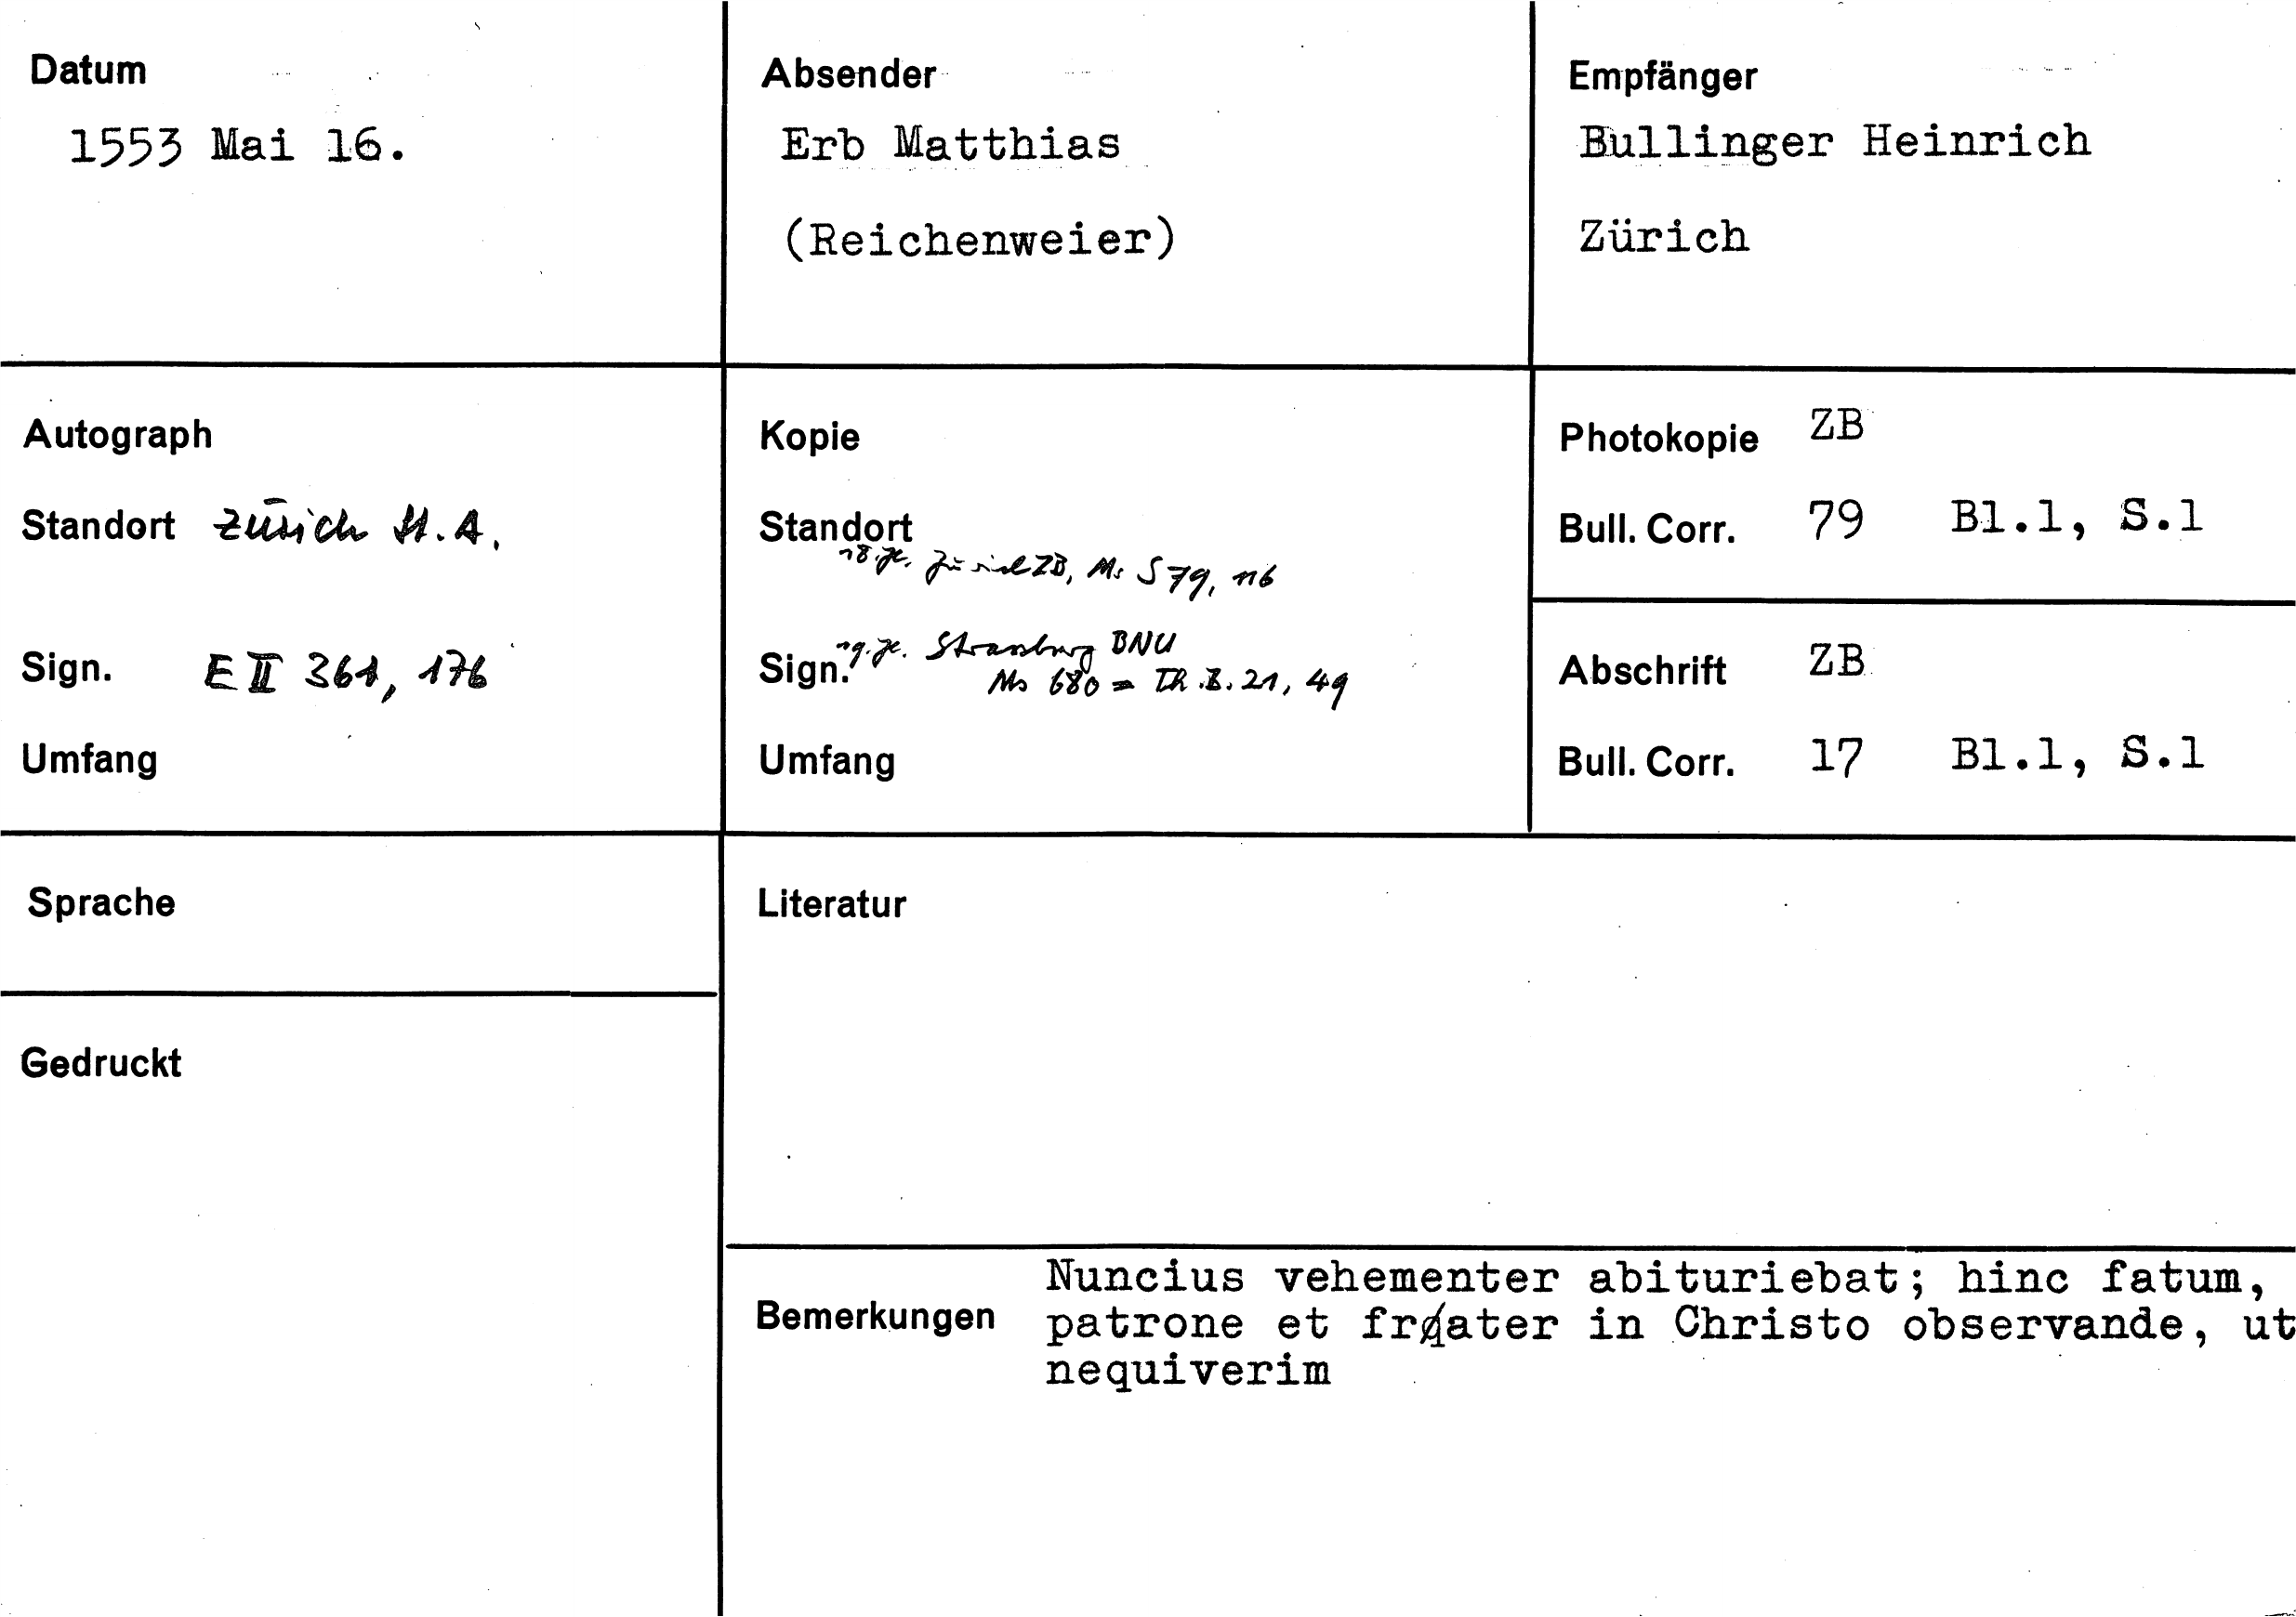 Datum
1553 Mai 16.
Absender
Erb Matthias
(Reichenweier)
Empfänger
Bullinger Heinrich
Zürich
Autograph
Standort Zürich St.A.
Sign. E II 361, 176
Umfang
Kopie
Standort
18. Jh. Zürich ZB, Ms S 79, 116
Sign. 19. Jh. Strassburg BNU
Ms 680 = Th.B. 21, 49
Umfang
Photokopie ZB
Bull. Corr. 79 Bl.1, S.1
Abschrift ZB
Bull. Corr. 17 Bl.1, S.1
Sprache
Gedruckt
Literatur
Bemerkungen
Nuncius vehementer abituriebat; hinc fatum,
patrone et frater in Christo observande, ut
nequiverim